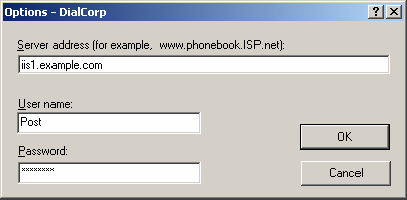 Options - DialCorp
Server address (for example, www.phonebook.ISP.net):
iis1.example.com
User name:
Post
OK
Password:
××××××××
Cancel